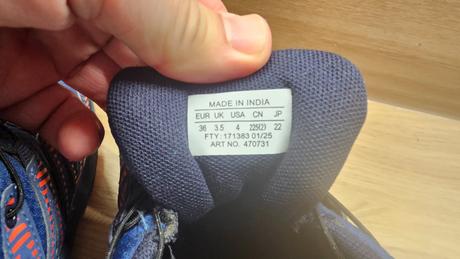 MADE IN INDIA
EUR UK USA CN JP
36 3.5 4 225(2) 22
FTY: 171383 01/25
ART NO. 470731